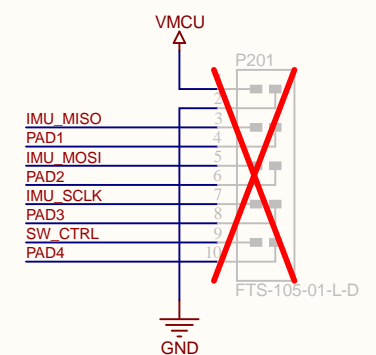 VMCU
P201
2
IMU_MISO 3
PAD1 4
IMU_MOSI 5
PAD2 6
IMU_SCLK 7
PAD3 8
SW_CTRL 9
PAD4 10
FTS-105-01-L-D
GND